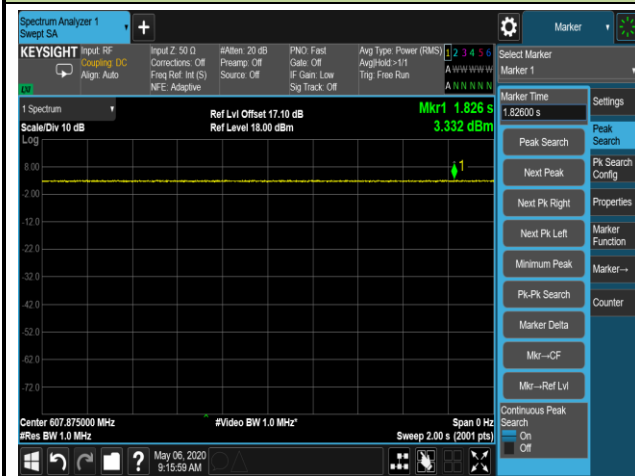 Spectrum Analyzer 1
Swept SA
Marker
KEYSIGHT Input: RF
Coupling: DC
Align: Auto
Input Z: 50 Ω
Corrections: Off
Freq Ref: Int (S)
NFE: Adaptive
#Atten: 20 dB
Preamp: Off
Source: Off
PNO: Fast
Gate: Off
IF Gain: Low
Sig Track: Off
Avg Type: Power (RMS)
Avg|Hold >1/1
Trig: Free Run
1 2 3 4 5 6
A W W W W W
A N N N N N
LXI
Select Marker
Marker 1
1 Spectrum
Scale/Div 10 dB
Log
Ref Lvl Offset 17.10 dB
Ref Level 18.00 dBm
Mkr1 1.826 s
3.332 dBm
1
8.00
-2.00
-12.0
-22.0
-32.0
-42.0
-52.0
-62.0
-72.0
Center 607.875000 MHz
#Res BW 1.0 MHz
#Video BW 1.0 MHz*
Span 0 Hz
Sweep 2.00 s (2001 pts)
Marker Time
1.82600 s
Peak Search
Next Peak
Next Pk Right
Next Pk Left
Minimum Peak
Pk-Pk Search
Marker Delta
Mkr→CF
Mkr→Ref Lvl
Continuous Peak
Search
On
Off
Settings
Peak
Search
Pk Search
Config
Properties
Marker
Function
Marker→
Counter
May 06, 2020
9:15:59 AM